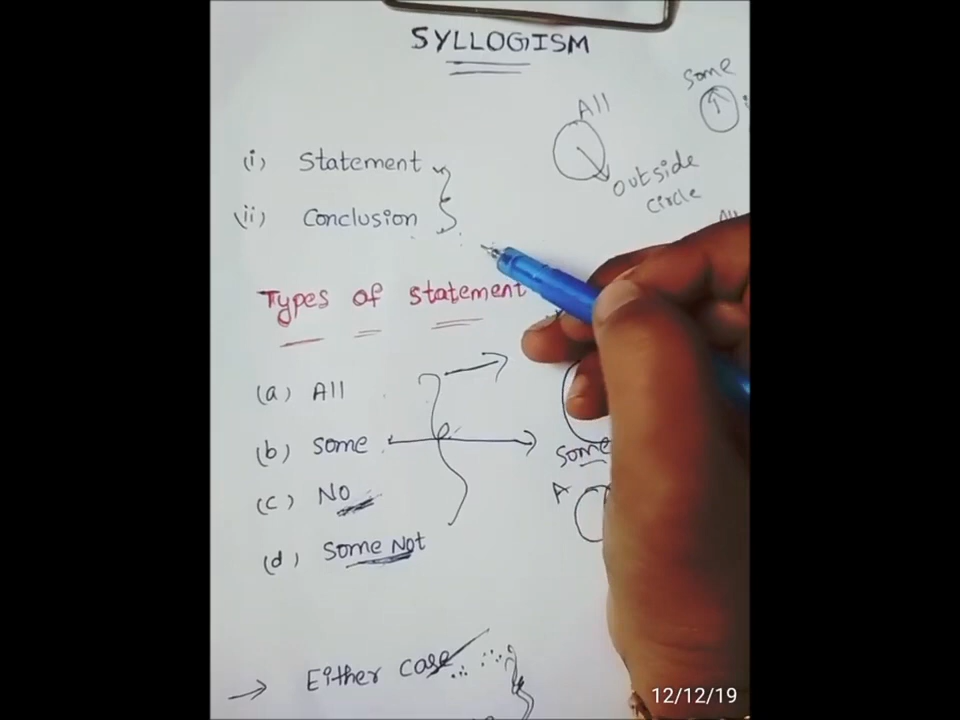 SYLLOGISM
Some
All
(i) Statement
outside
circle
(ii) Conclusion
All
Types of statement
(a) All
(b) some
some
(c) No
A
(d) Some Not
Either case
12/12/19